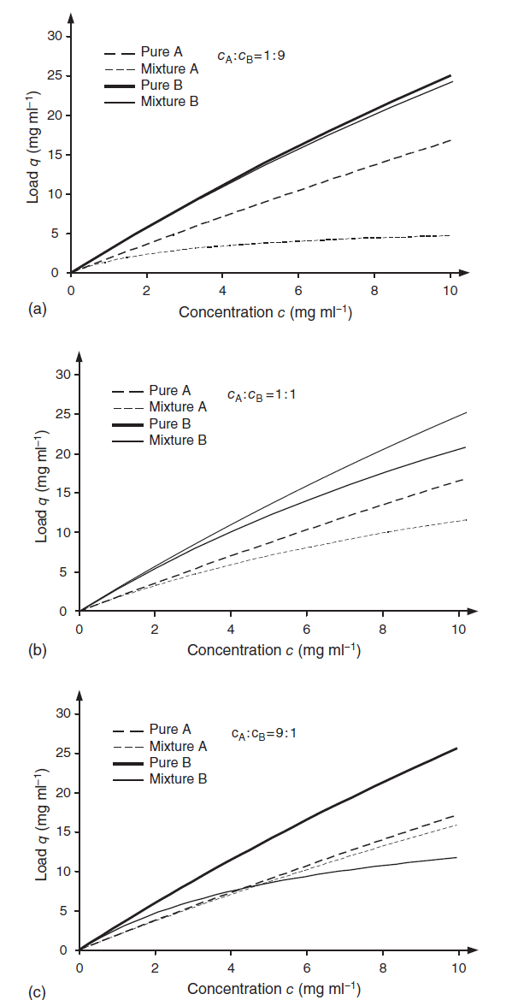 30
25
20
15
10
5
0
Load q (mg ml⁻¹)
Pure A
Mixture A
Pure B
Mixture B
cA:cB=1:9
0 2 4 6 8 10
(a) Concentration c (mg ml⁻¹)
30
25
20
15
10
5
0
Load q (mg ml⁻¹)
Pure A
Mixture A
Pure B
Mixture B
cA:cB=1:1
0 2 4 6 8 10
(b) Concentration c (mg ml⁻¹)
30
25
20
15
10
5
0
Load q (mg ml⁻¹)
Pure A
Mixture A
Pure B
Mixture B
cA:cB=9:1
0 2 4 6 8 10
(c) Concentration c (mg ml⁻¹)